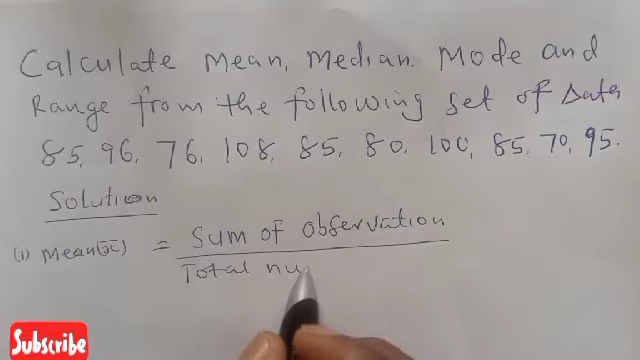 Calculate Mean, Median. Mode and
Range from the following set of Data
85, 96, 76, 108, 85, 80, 100, 85, 70, 95.
Solution
(i) Mean(x̄) = Sum of observation
Total nu
Subscribe